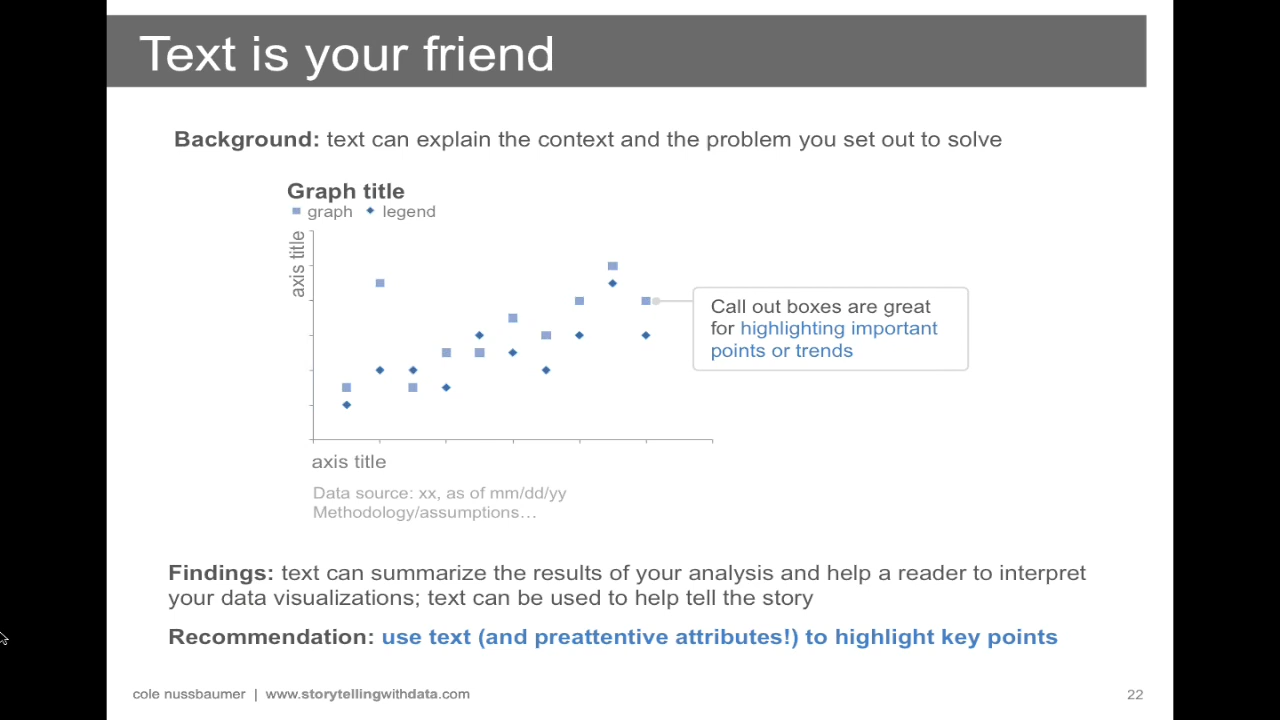 Text is your friend
Background: text can explain the context and the problem you set out to solve
Graph title
graph legend
axis title
Call out boxes are great
for highlighting important
points or trends
axis title
Data source: xx, as of mm/dd/yy
Methodology/assumptions…
Findings: text can summarize the results of your analysis and help a reader to interpret
your data visualizations; text can be used to help tell the story
Recommendation: use text (and preattentive attributes!) to highlight key points
cole nussbaumer | www.storytellingwithdata.com 22